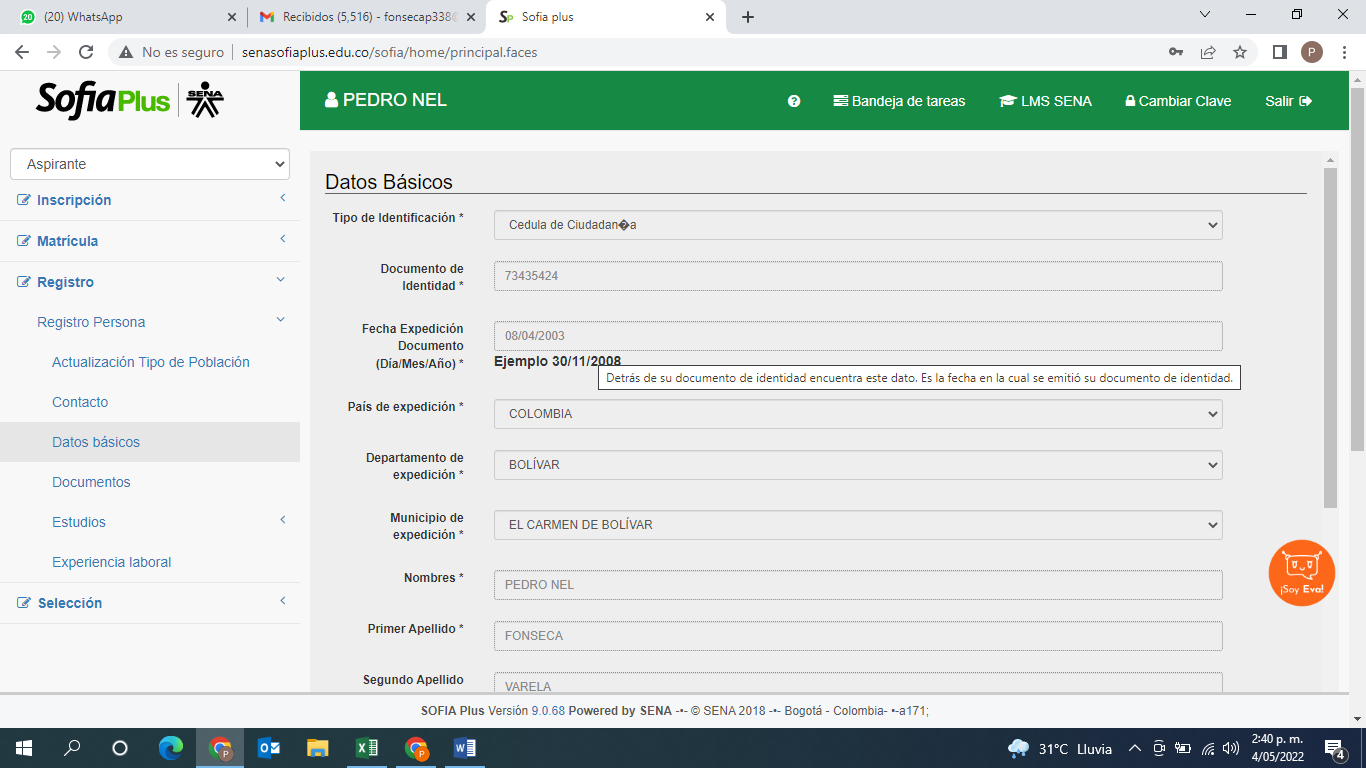 (20) WhatsApp
Recibidos (5,516) - fonsecap338@
Sofia plus
No es seguro
senasofiaplus.edu.co/sofia/home/principal.faces
P
Sofia Plus
SENA
PEDRO NEL
Bandeja de tareas
LMS SENA
Cambiar Clave
Salir
Aspirante
Inscripción
Matrícula
Registro
Registro Persona
Actualización Tipo de Población
Contacto
Datos básicos
Documentos
Estudios
Experiencia laboral
Selección
Datos Básicos
Tipo de Identificación *
Cedula de Ciudadan�a
Documento de
Identidad *
73435424
Fecha Expedición
Documento
(Día/Mes/Año) *
08/04/2003
Ejemplo 30/11/2008
Detrás de su documento de identidad encuentra este dato. Es la fecha en la cual se emitió su documento de identidad.
País de expedición *
COLOMBIA
Departamento de
expedición *
BOLÍVAR
Municipio de
expedición *
EL CARMEN DE BOLÍVAR
Nombres *
PEDRO NEL
Primer Apellido *
FONSECA
Segundo Apellido
VARELA
¡Soy Eva!
SOFIA Plus Versión 9.0.68 Powered by SENA -•- © SENA 2018 -•- Bogotá - Colombia- •-a171;
31°C Lluvia
2:40 p. m.
4/05/2022
4